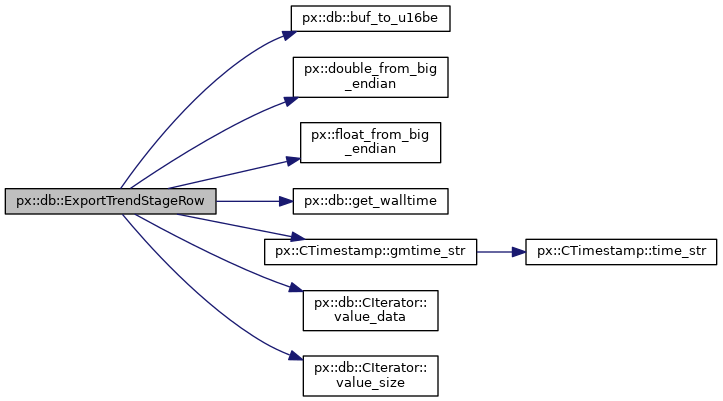 px::db::buf_to_u16be
px::double_from_big
_endian
px::float_from_big
_endian
px::db::ExportTrendStageRow
px::db::get_walltime
px::CTimestamp::gmtime_str
px::CTimestamp::time_str
px::db::CIterator::
value_data
px::db::CIterator::
value_size